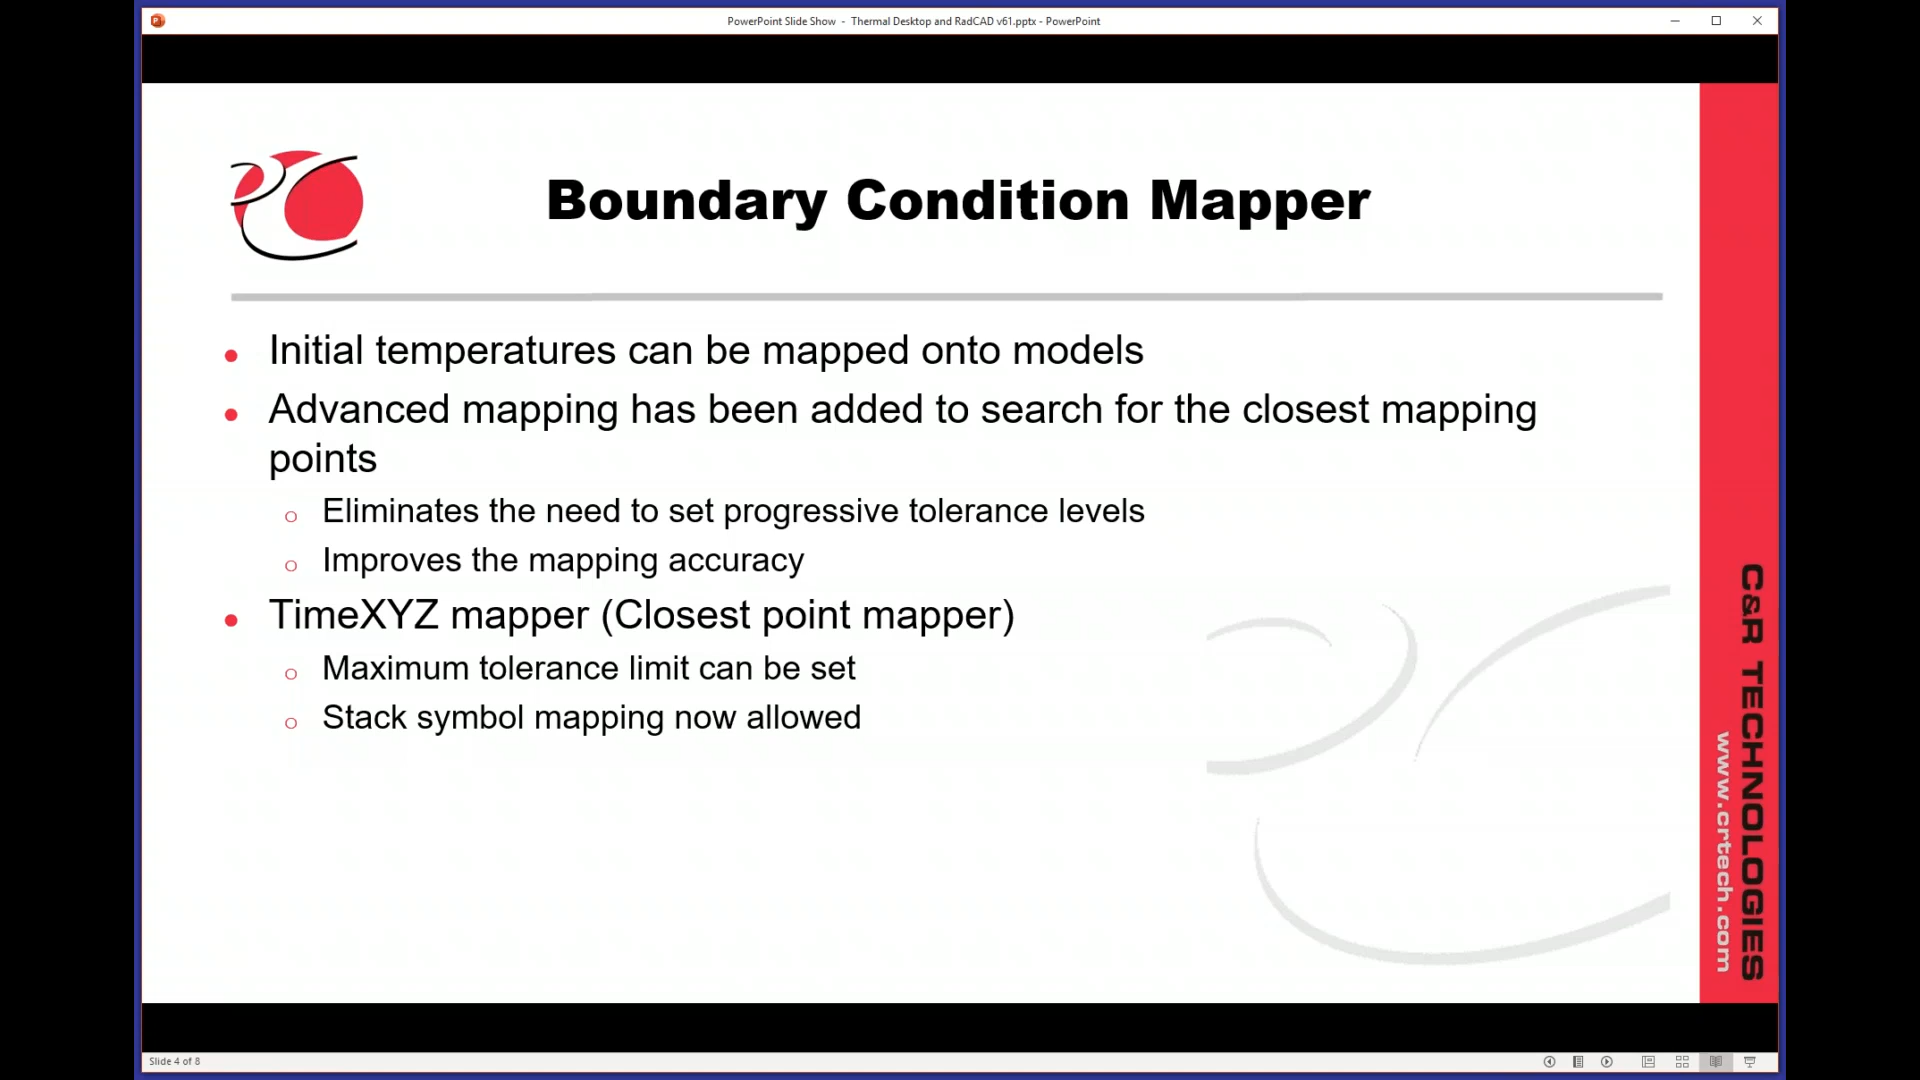 PowerPoint Slide Show - Thermal Desktop and RadCAD v61.pptx - PowerPoint
Boundary Condition Mapper
• Initial temperatures can be mapped onto models
• Advanced mapping has been added to search for the closest mapping
points
o Eliminates the need to set progressive tolerance levels
o Improves the mapping accuracy
• TimeXYZ mapper (Closest point mapper)
o Maximum tolerance limit can be set
o Stack symbol mapping now allowed
C&R TECHNOLOGIES
www.crtech.com
Slide 4 of 8